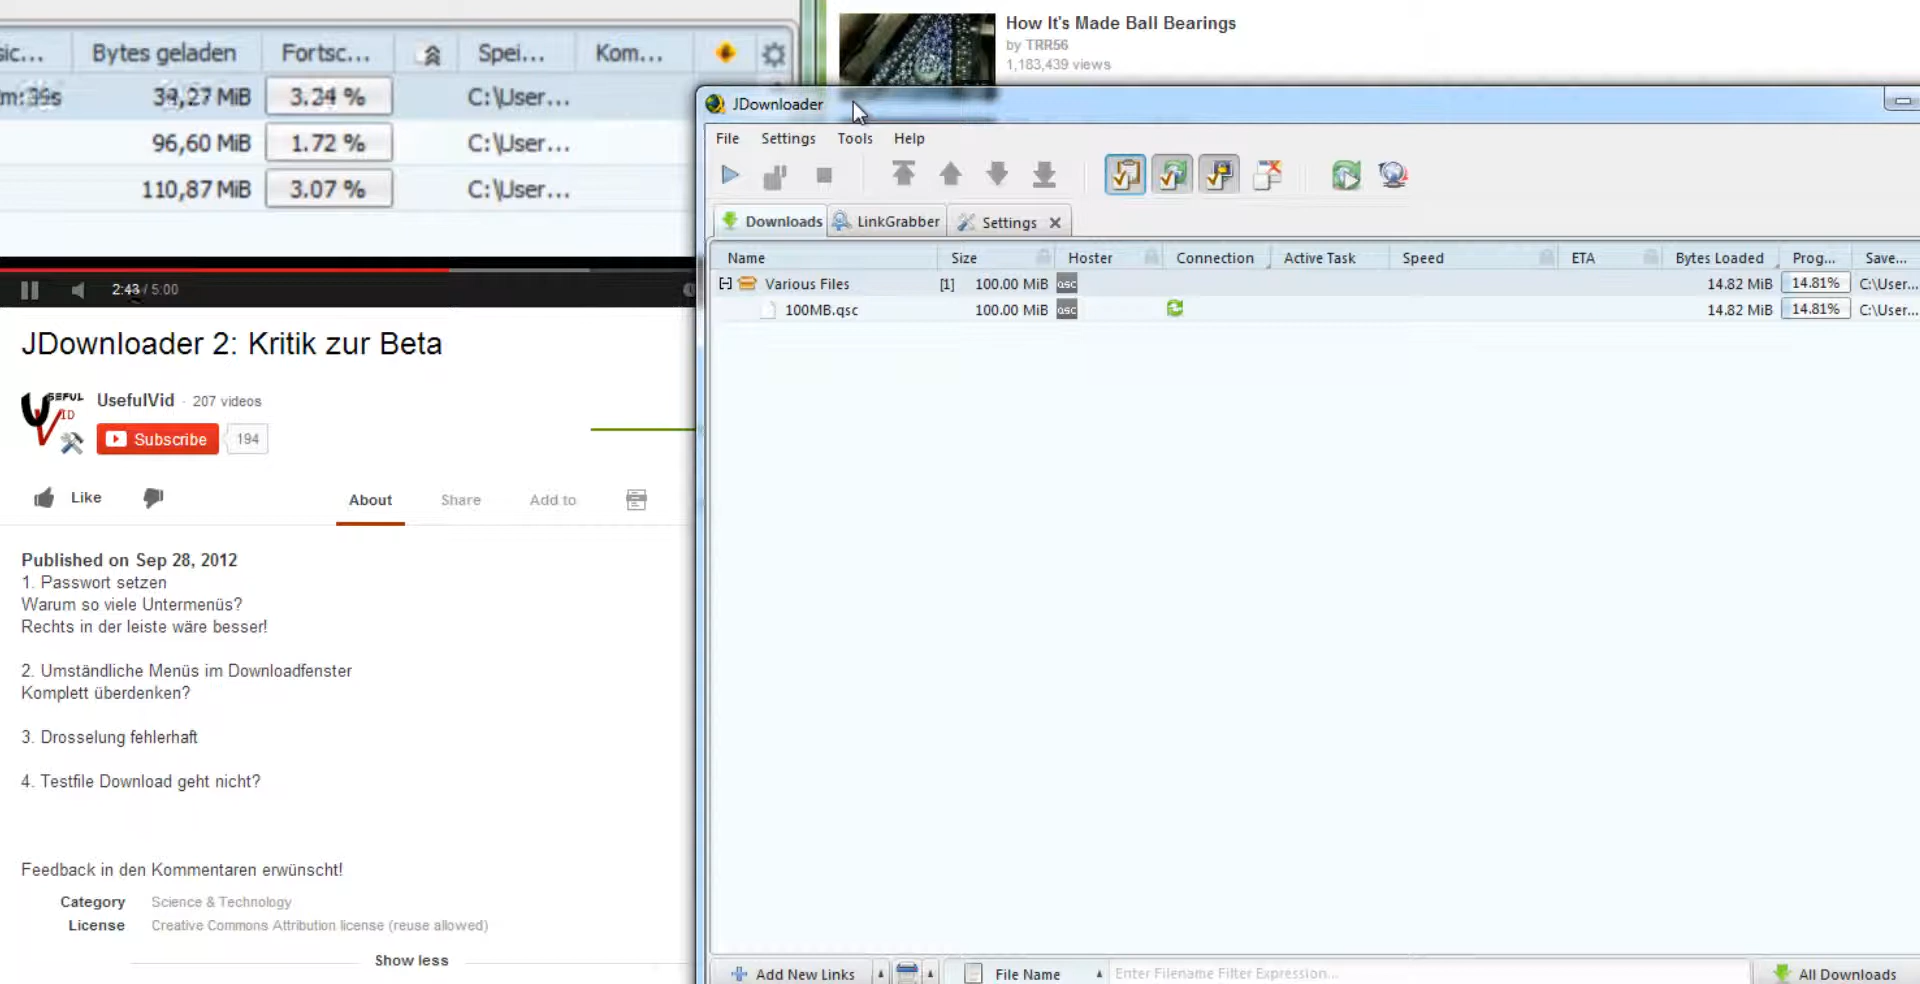 sic... Bytes geladen Fortsc... Spei... Kom...
3.24 % C:\User...
96,60 MiB 1.72 % C:\User...
110,87 MiB 3.07 % C:\User...
2:43 / 5:00
JDownloader 2: Kritik zur Beta
USEFUL
VID
UsefulVid · 207 videos
Subscribe 194
Like About Share Add to
Published on Sep 28, 2012
1. Passwort setzen
Warum so viele Untermenüs?
Rechts in der leiste wäre besser!
2. Umständliche Menüs im Downloadfenster
Komplett überdenken?
3. Drosselung fehlerhaft
4. Testfile Download geht nicht?
Feedback in den Kommentaren erwünscht!
Category Science & Technology
License Creative Commons Attribution license (reuse allowed)
Show less
How It's Made Ball Bearings
by TRR56
1,183,439 views
JDownloader
File Settings Tools Help
Downloads LinkGrabber Settings
Name Size Hoster Connection Active Task Speed ETA Bytes Loaded Prog... Save...
Various Files [1] 100.00 MiB qsc 14.82 MiB 14.81% C:\User...
100MB.qsc 100.00 MiB qsc 14.82 MiB 14.81% C:\User...
Add New Links File Name Enter Filename Filter Expression... All Downloads